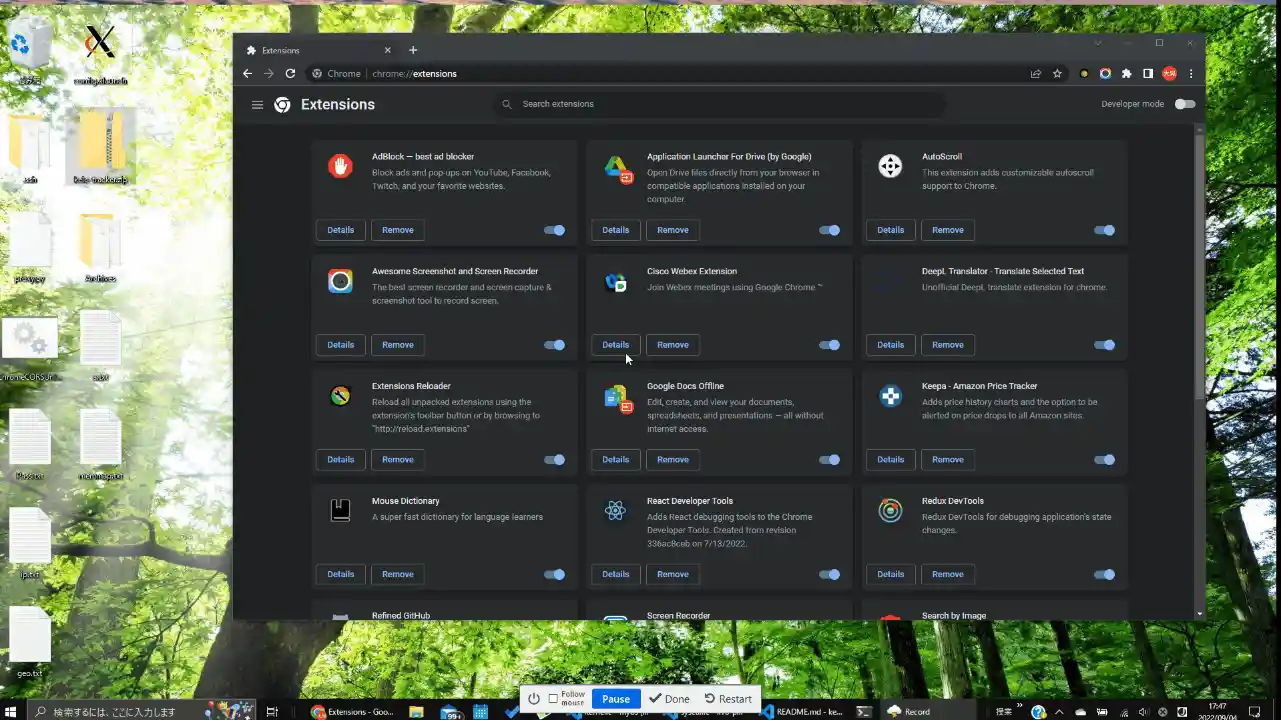 Extensions
Chrome | chrome://extensions
Extensions
Search extensions
Developer mode
AdBlock — best ad blocker
Block ads and pop-ups on YouTube, Facebook,
Twitch, and your favorite websites.
Details Remove
Application Launcher For Drive (by Google)
Open Drive files directly from your browser in
compatible applications installed on your
computer.
Details Remove
AutoScroll
This extension adds customizable autoscroll
support to Chrome.
Details Remove
Awesome Screenshot and Screen Recorder
The best screen recorder and screen capture &
screenshot tool to record screen.
Details Remove
Cisco Webex Extension
Join Webex meetings using Google Chrome ™
Details Remove
DeepL Translator - Translate Selected Text
Unofficial DeepL translate extension for chrome.
Details Remove
Extensions Reloader
Reload all unpacked extensions using the
extension's toolbar button or by browsing to
"http://reload.extensions"
Details Remove
Google Docs Offline
Edit, create, and view your documents,
spreadsheets, and presentations — all without
internet access.
Details Remove
Keepa - Amazon Price Tracker
Adds price history charts and the option to be
alerted on price drops to all Amazon sites.
Details Remove
Mouse Dictionary
A super fast dictionary for language learners
Details Remove
React Developer Tools
Adds React debugging tools to the Chrome
Developer Tools. Created from revision
336ac8ceb on 7/13/2022.
Details Remove
Redux DevTools
Redux DevTools for debugging application's state
changes.
Details Remove
Refined GitHub
Screen Recorder
Search by Image
config.xlaunch
ssh
proxy.py
Archives
a.txt
Pass.txt
ip.txt
geo.txt
Follow
mouse
Pause
Done
Restart
検索するには、ここに入力します
Extensions - Goo...
99+
README.md - ke...
Record
17:47
2022/09/04